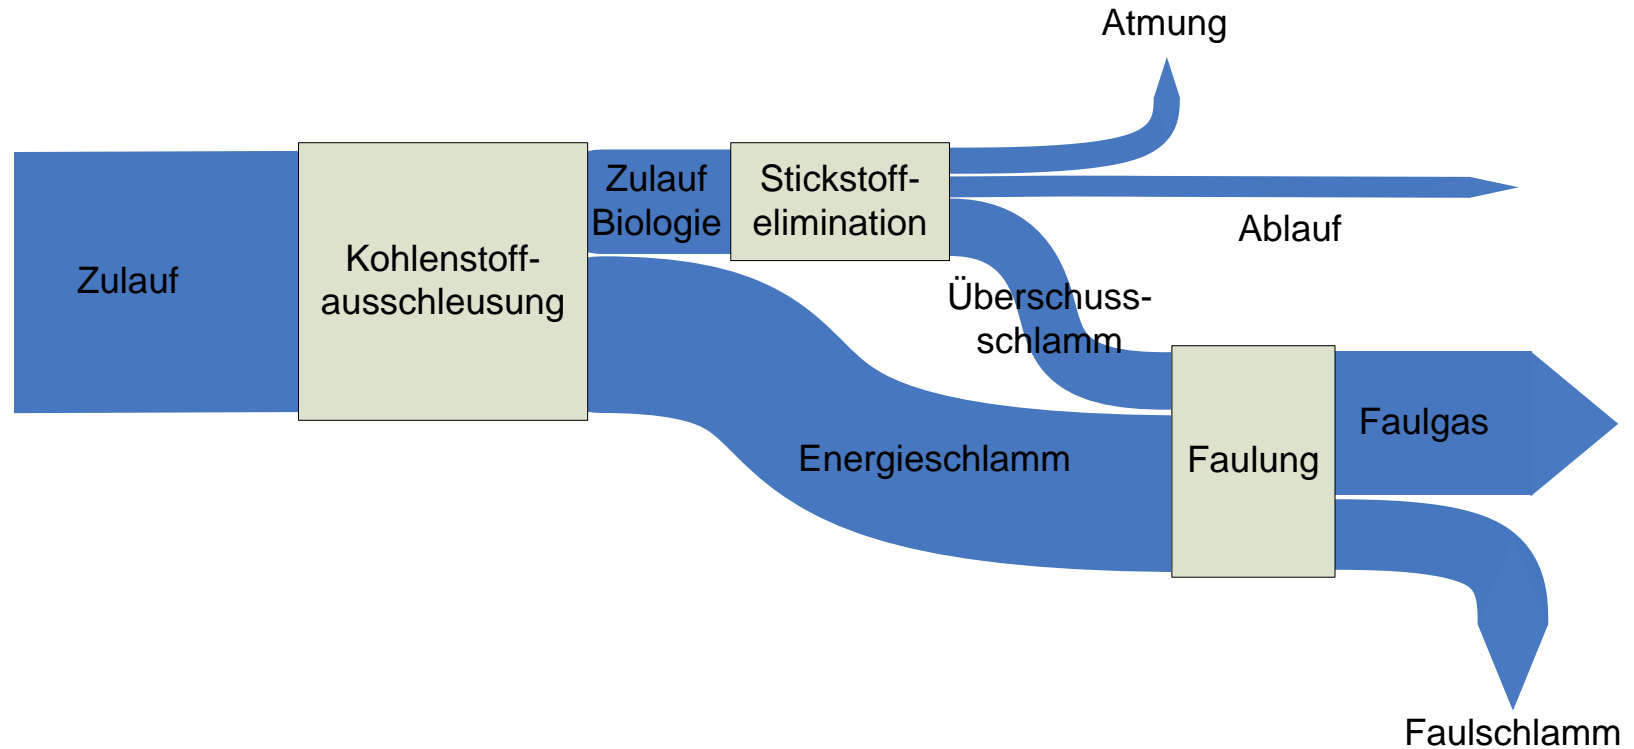 Atmung
Zulauf
Biologie
Stickstoff-
elimination
Ablauf
Zulauf
Kohlenstoff-
ausschleusung
Überschuss-
schlamm
Energieschlamm
Faulung
Faulgas
Faulschlamm